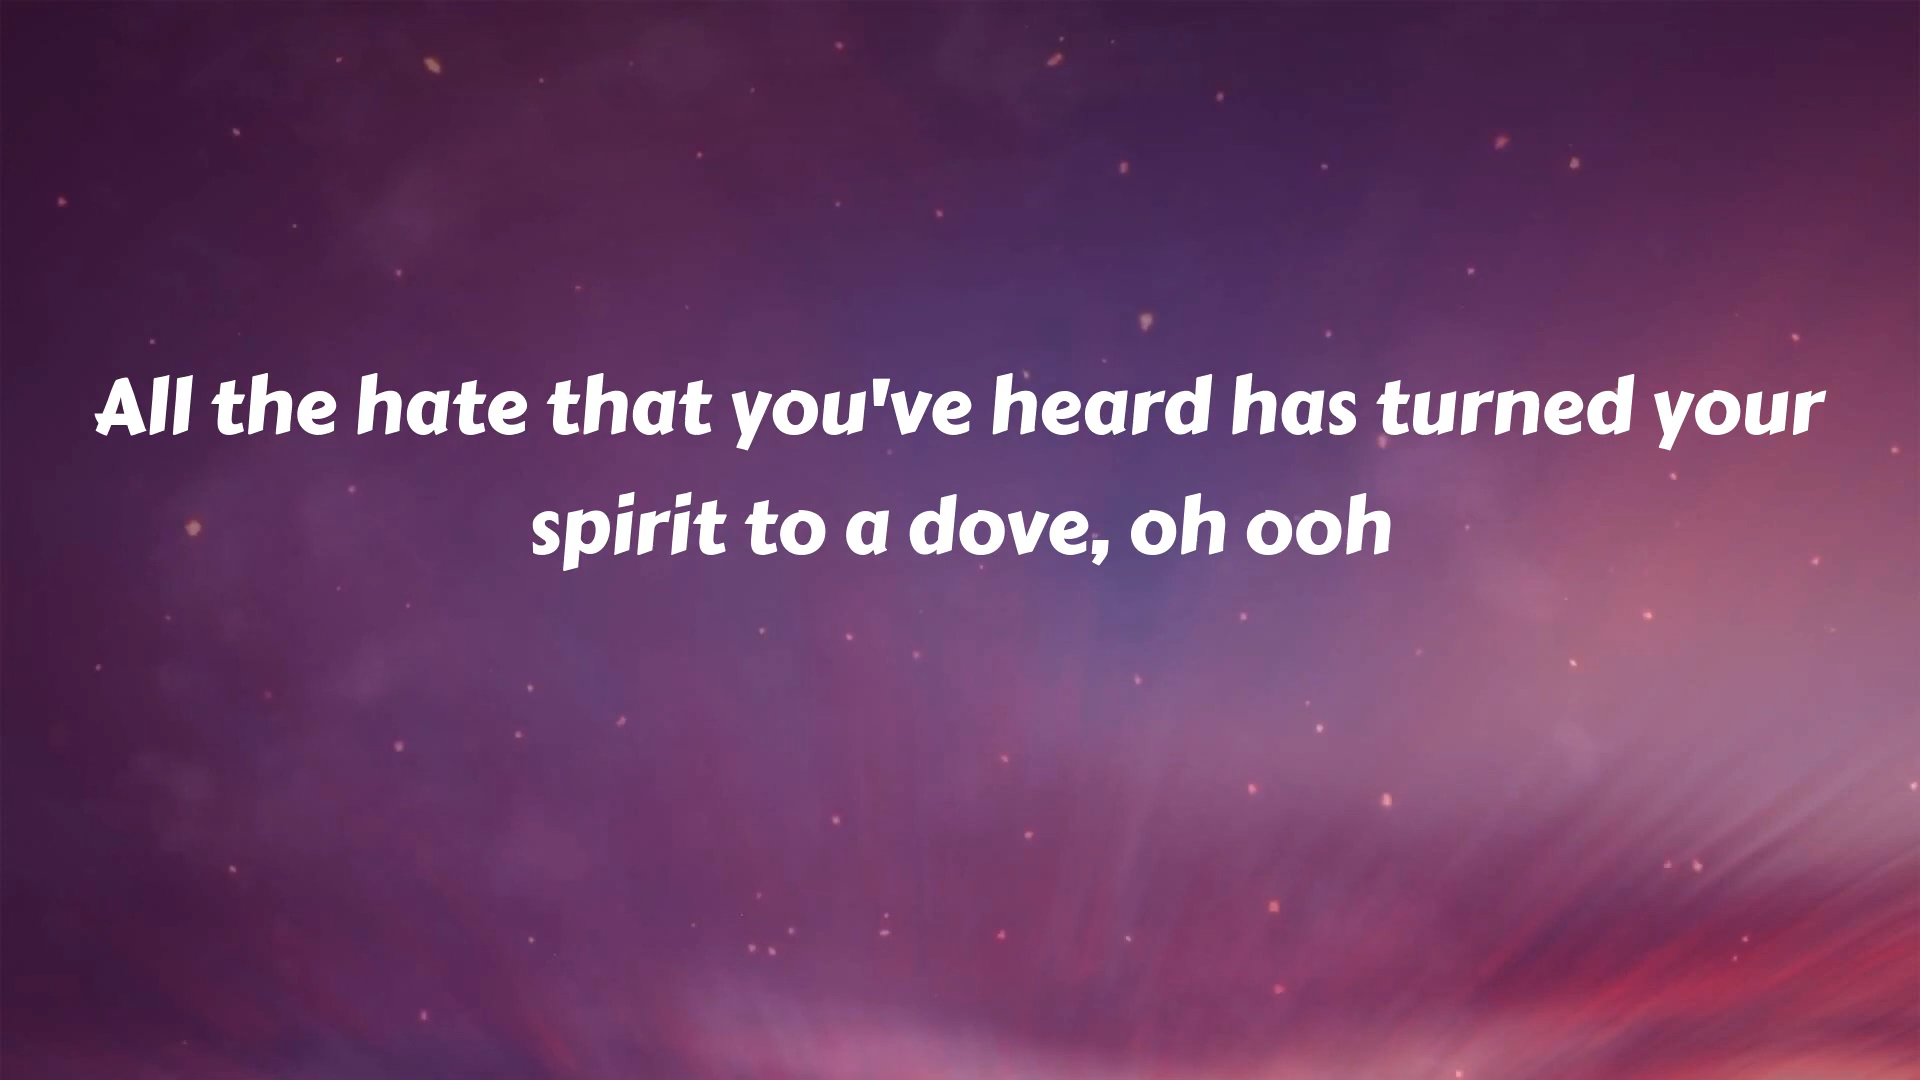 All the hate that you've heard has turned your
spirit to a dove, oh ooh